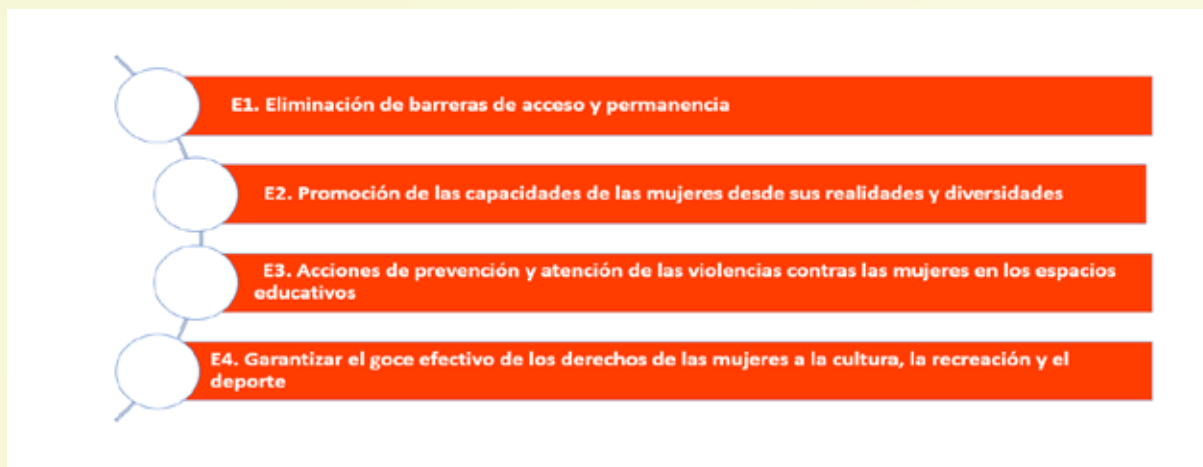 E1. Eliminación de barreras de acceso y permanencia
E2. Promoción de las capacidades de las mujeres desde sus realidades y diversidades
E3. Acciones de prevención y atención de las violencias contras las mujeres en los espacios
educativos
E4. Garantizar el goce efectivo de los derechos de las mujeres a la cultura, la recreación y el
deporte